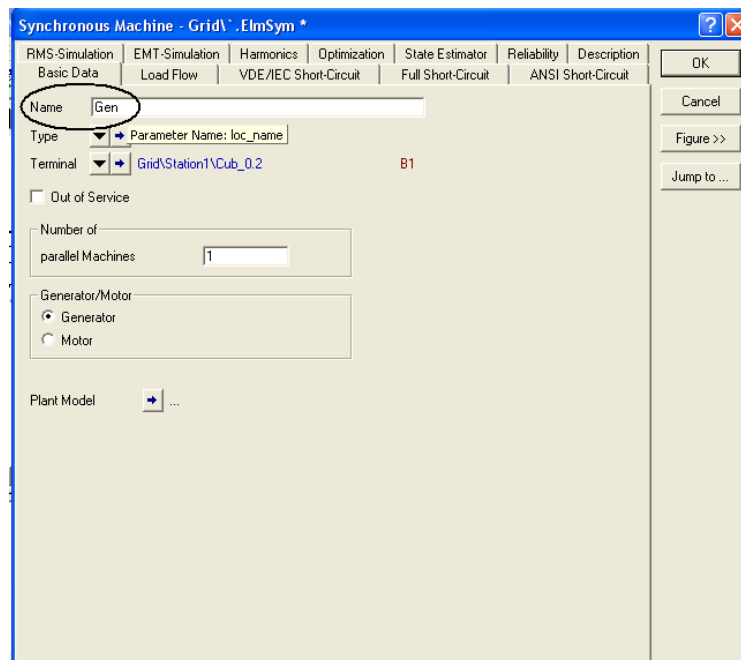 Synchronous Machine - Grid\`.ElmSym *
RMS-Simulation EMT-Simulation Harmonics Optimization State Estimator Reliability Description
Basic Data Load Flow VDE/IEC Short-Circuit Full Short-Circuit ANSI Short-Circuit
OK
Cancel
Figure >>
Jump to ...
Name Gen
Type Parameter Name: loc_name
Terminal Grid\Station1\Cub_0.2 B1
Out of Service
Number of
parallel Machines 1
Generator/Motor
Generator
Motor
Plant Model ...